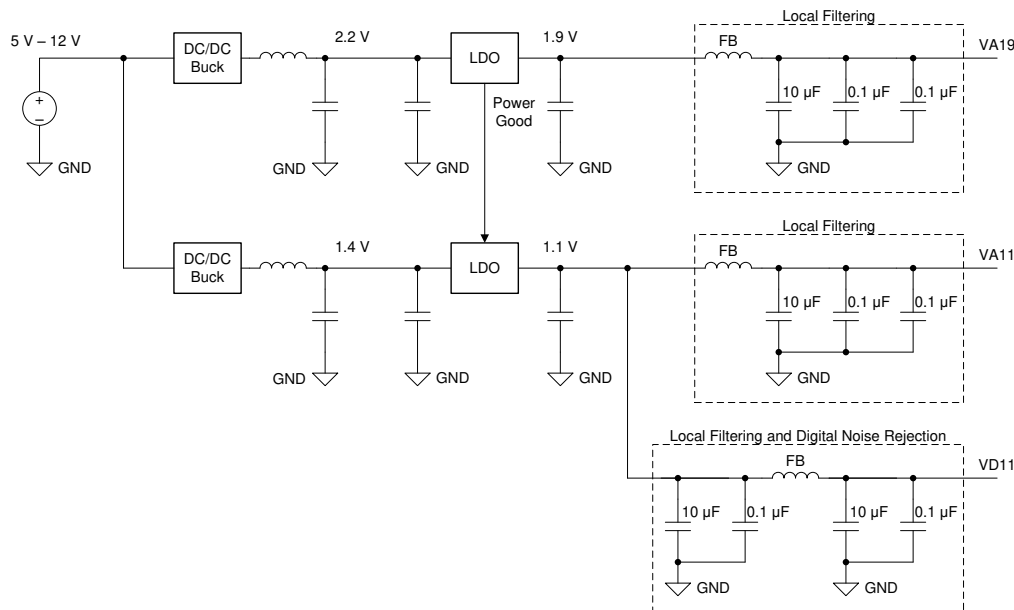 Local Filtering
5 V – 12 V
DC/DC
Buck
2.2 V
LDO
1.9 V
FB
VA19
10 µF
0.1 µF
0.1 µF
Power
Good
GND
GND
GND
GND
GND
Local Filtering
DC/DC
Buck
1.4 V
LDO
1.1 V
FB
VA11
10 µF
0.1 µF
0.1 µF
GND
GND
GND
GND
Local Filtering and Digital Noise Rejection
FB
VD11
10 µF
0.1 µF
10 µF
0.1 µF
GND
GND